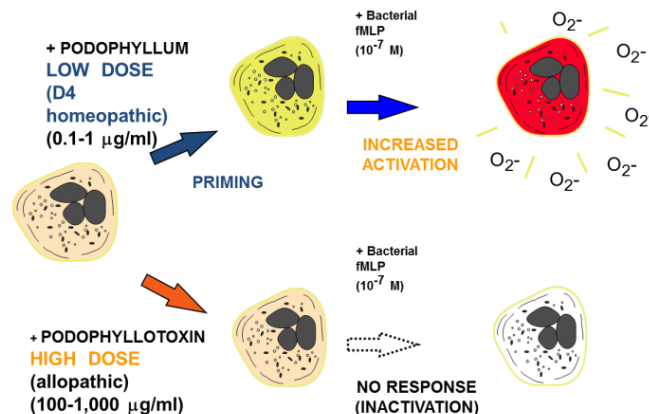 + PODOPHYLLUM
LOW DOSE
(D4
homeopathic)
(0.1-1 µg/ml)
PRIMING
+ Bacterial
fMLP
(10⁻⁷ M)
INCREASED
ACTIVATION
O₂-
O₂-
O₂-
O₂
O₂-
O₂-
O₂-
+ PODOPHYLLOTOXIN
HIGH DOSE
(allopathic)
(100-1,000 µg/ml)
+ Bacterial
fMLP
(10⁻⁷ M)
NO RESPONSE
(INACTIVATION)